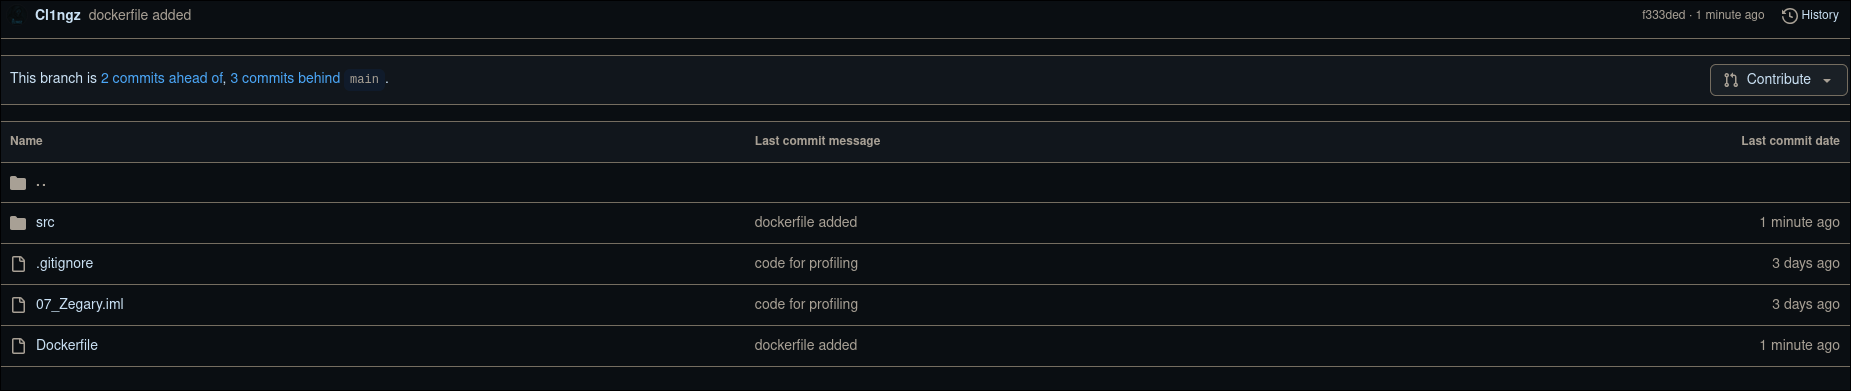 Cl1ngz dockerfile added f333ded · 1 minute ago History
This branch is 2 commits ahead of, 3 commits behind main . Contribute
Name Last commit message Last commit date
..
src dockerfile added 1 minute ago
.gitignore code for profiling 3 days ago
07_Zegary.iml code for profiling 3 days ago
Dockerfile dockerfile added 1 minute ago